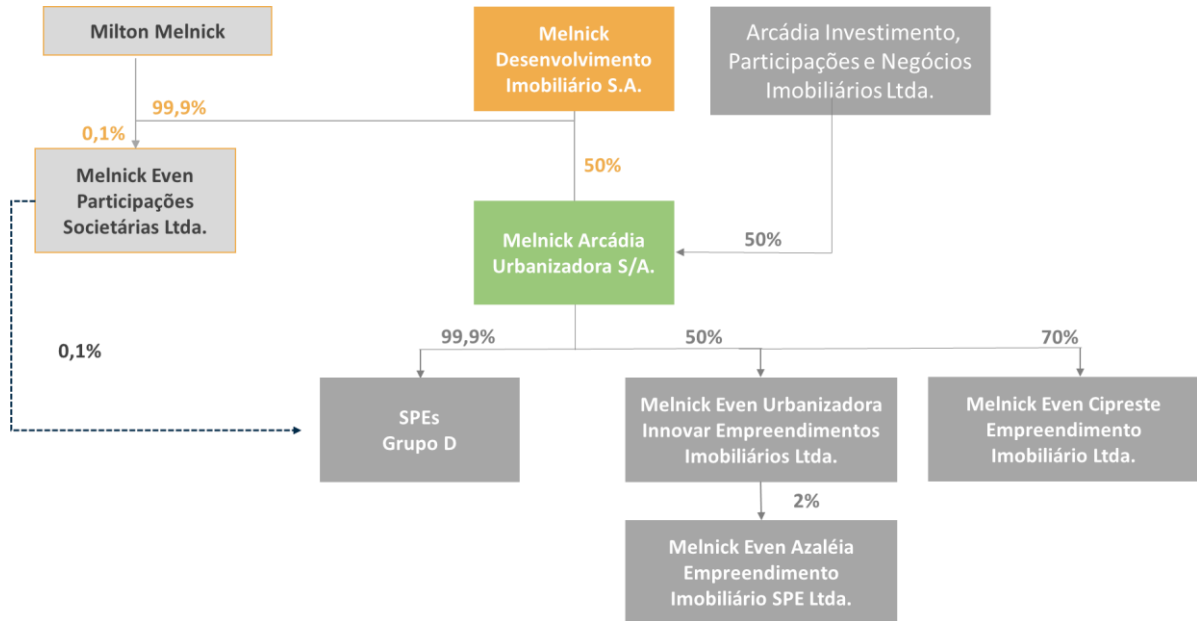 Milton Melnick
Melnick
Desenvolvimento
Imobiliário S.A.
Arcádia Investimento,
Participações e Negócios
Imobiliários Ltda.
99,9%
0,1%
50%
Melnick Even
Participações
Societárias Ltda.
Melnick Arcádia
Urbanizadora S/A.
50%
0,1%
99,9%
50%
70%
SPEs
Grupo D
Melnick Even Urbanizadora
Innovar Empreendimentos
Imobiliários Ltda.
Melnick Even Cipreste
Empreendimento
Imobiliário Ltda.
2%
Melnick Even Azaléia
Empreendimento
Imobiliário SPE Ltda.